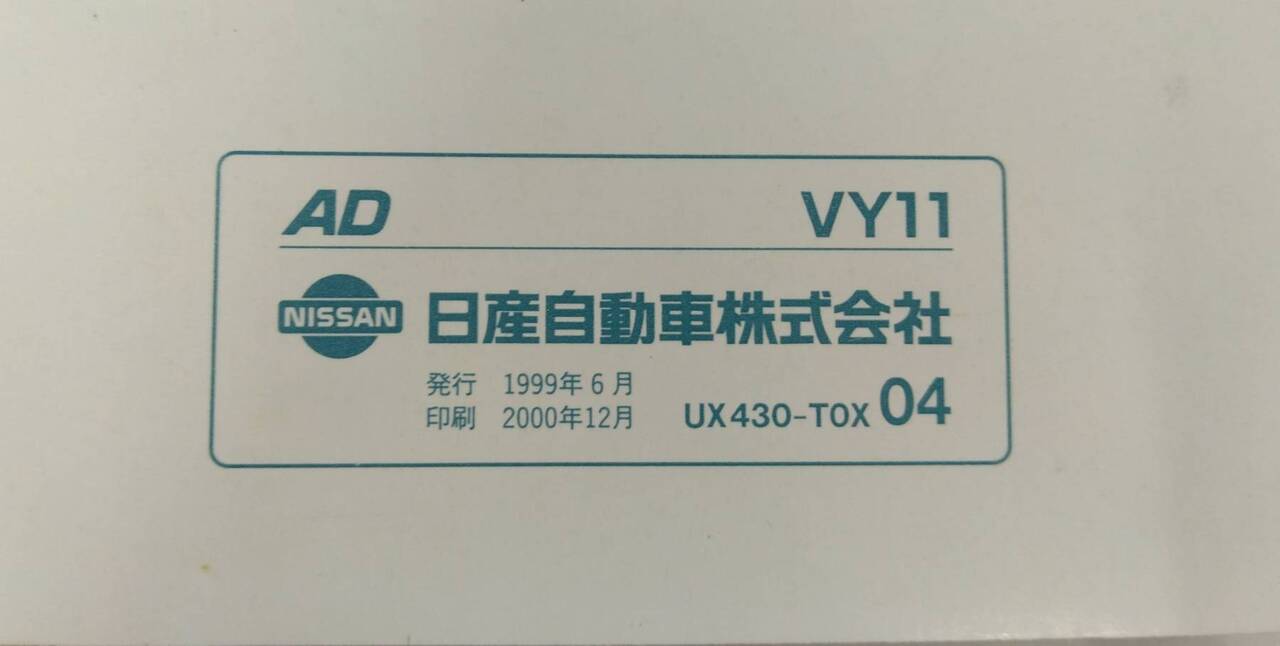 AD VY11
NISSAN 日産自動車株式会社
発行 1999年6月
印刷 2000年12月 UX430-T0X 04